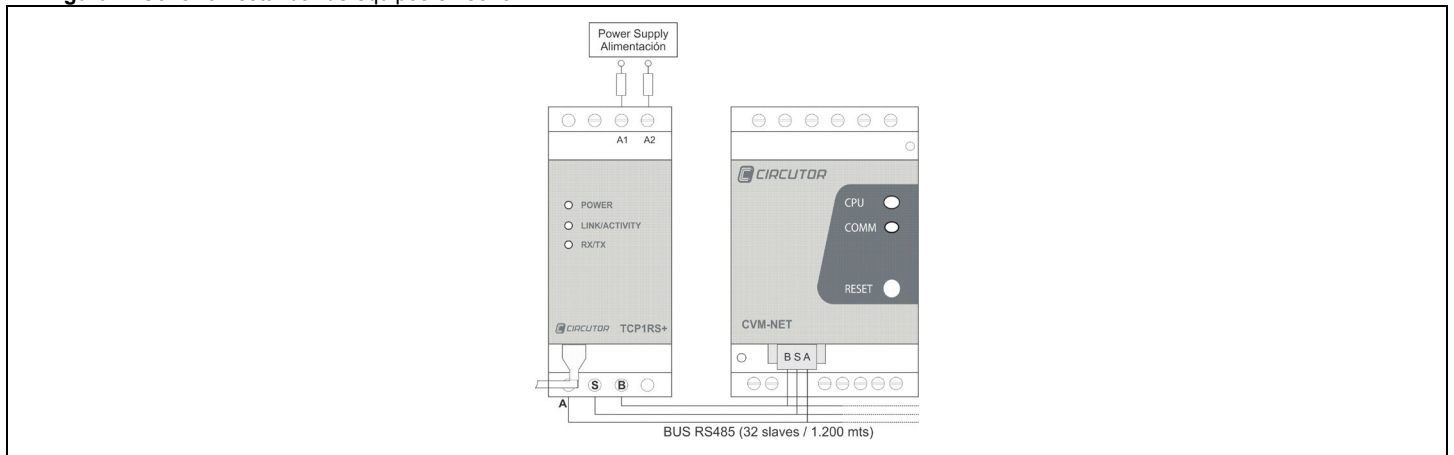 Power Supply
Alimentación
A1 A2
CIRCUTOR
POWER
LINK/ACTIVITY
RX/TX
CPU
COMM
RESET
CIRCUTOR TCP1RS+
CVM-NET
B S A
S B
A
BUS RS485 (32 slaves / 1.200 mts)